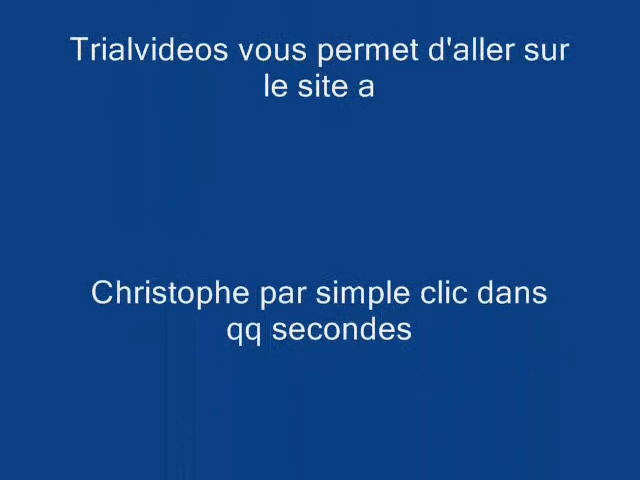 Trialvideos vous permet d'aller sur
le site a
Christophe par simple clic dans
qq secondes